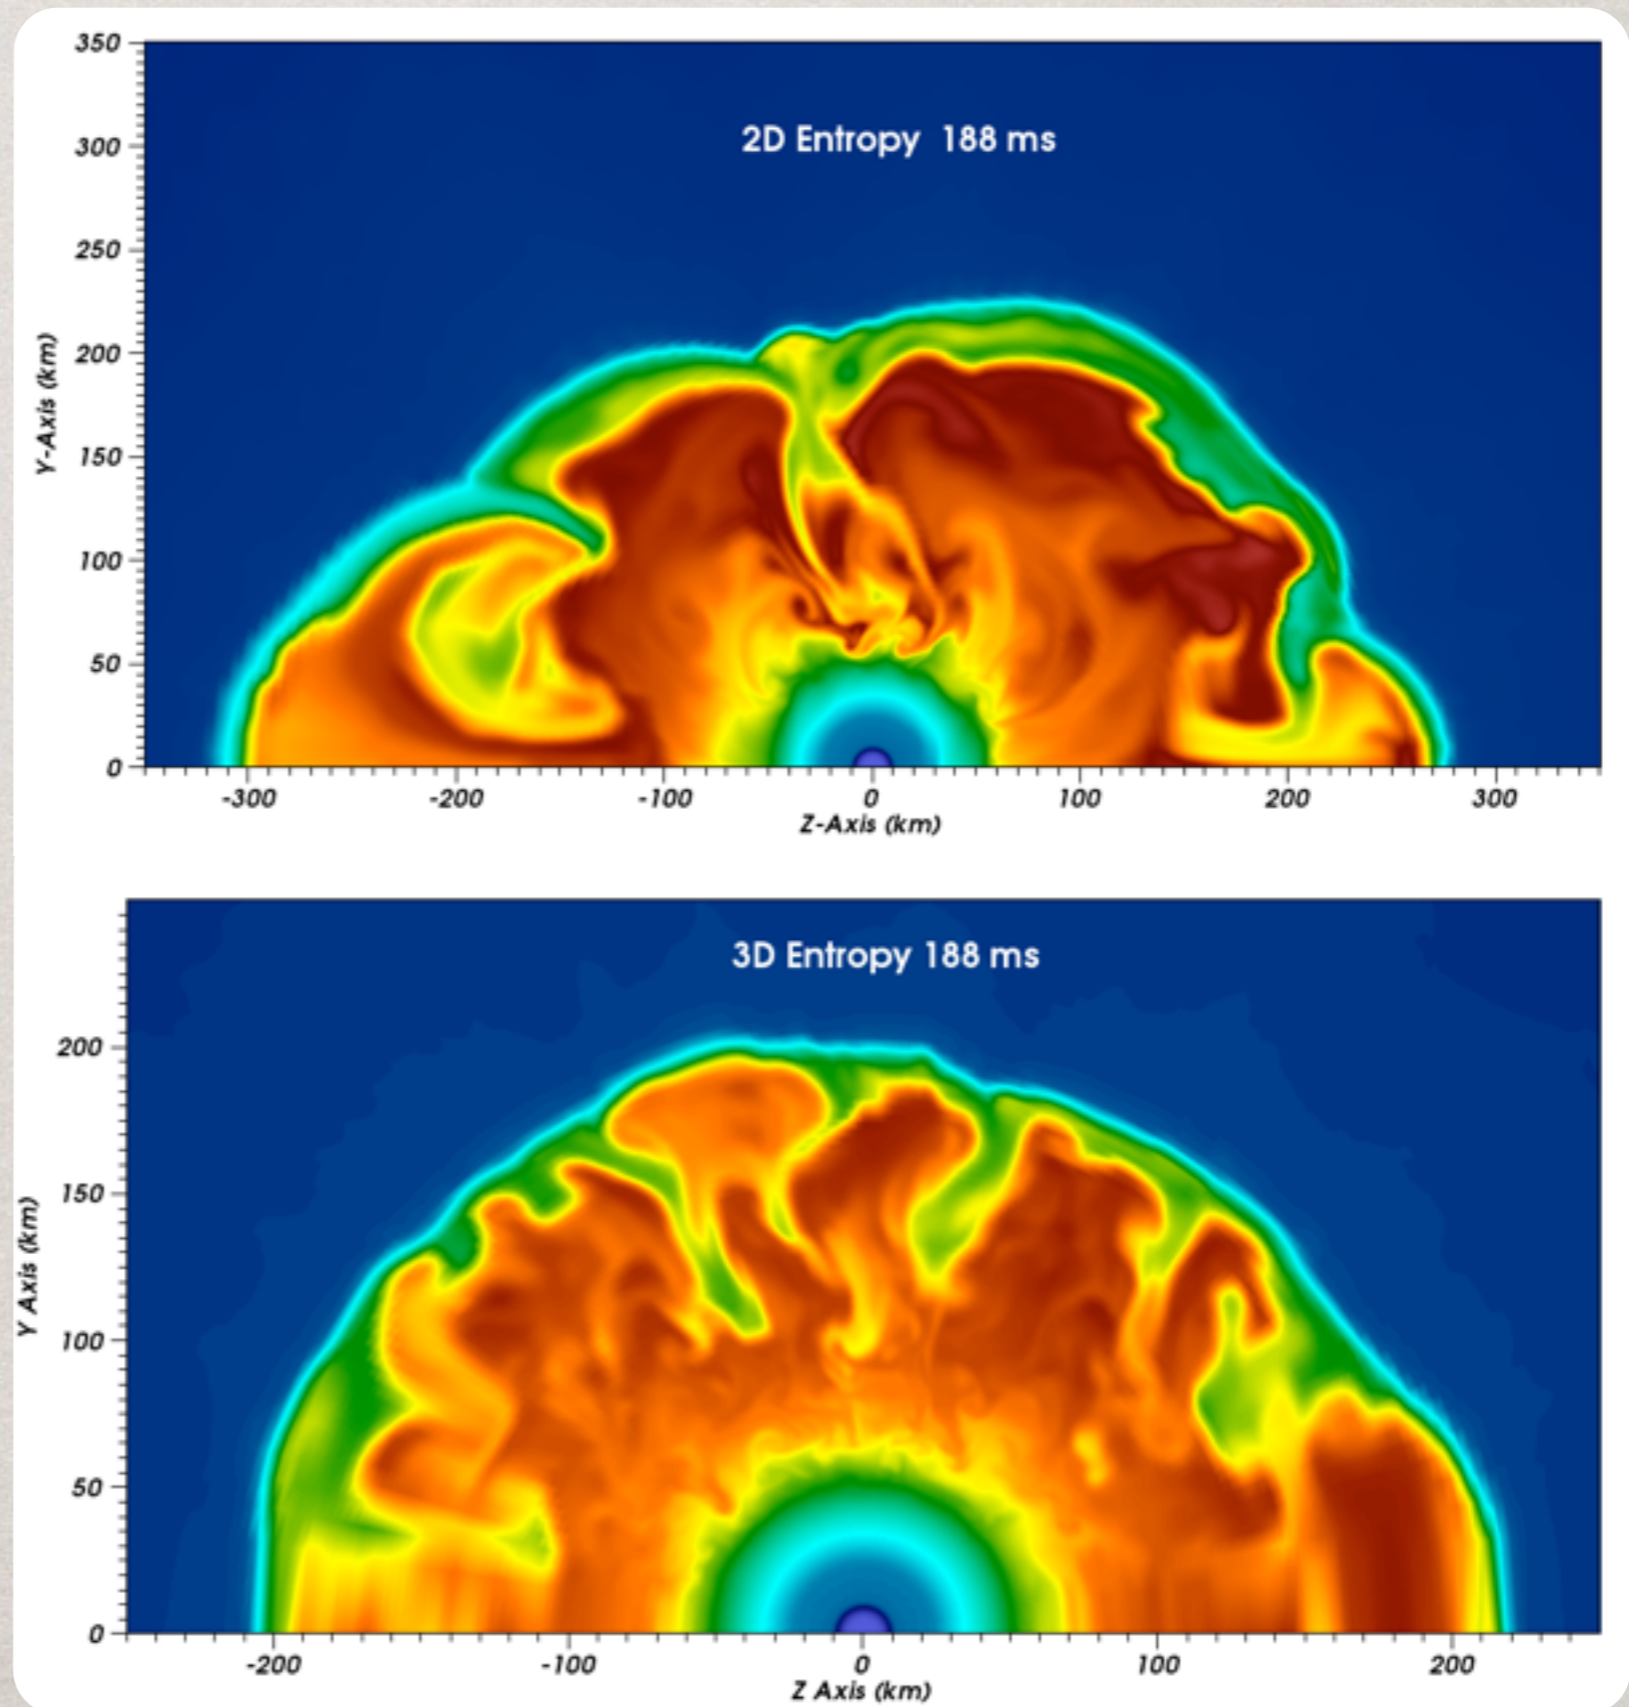 350
300
250
200
150
100
50
0
Y-Axis (km)
2D Entropy 188 ms
-300 -200 -100 0 100 200 300
Z-Axis (km)
3D Entropy 188 ms
200
150
100
50
0
Y Axis (km)
-200 -100 0 100 200
Z Axis (km)